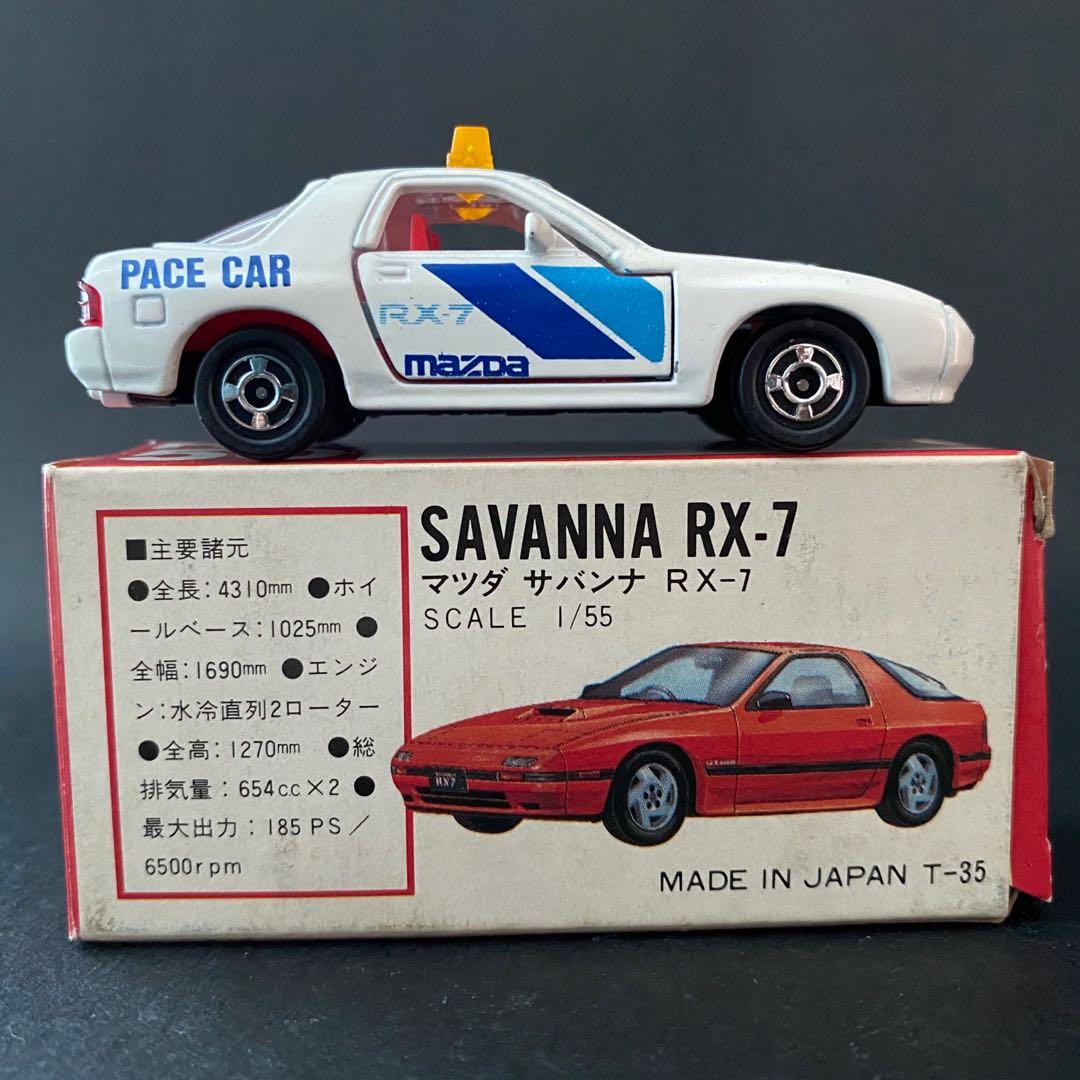 PACE CAR
RX-7
mazda
SAVANNA RX-7
マツダ サバンナ RX-7
SCALE 1/55
■主要諸元
●全長:4310mm ●ホイ
ールベース:1025mm ●
全幅:1690mm ●エンジ
ン:水冷直列2ローター
●全高:1270mm ●総
排気量:654cc×2 ●
最大出力:185PS/
6500rpm
RX7
MADE IN JAPAN T-35